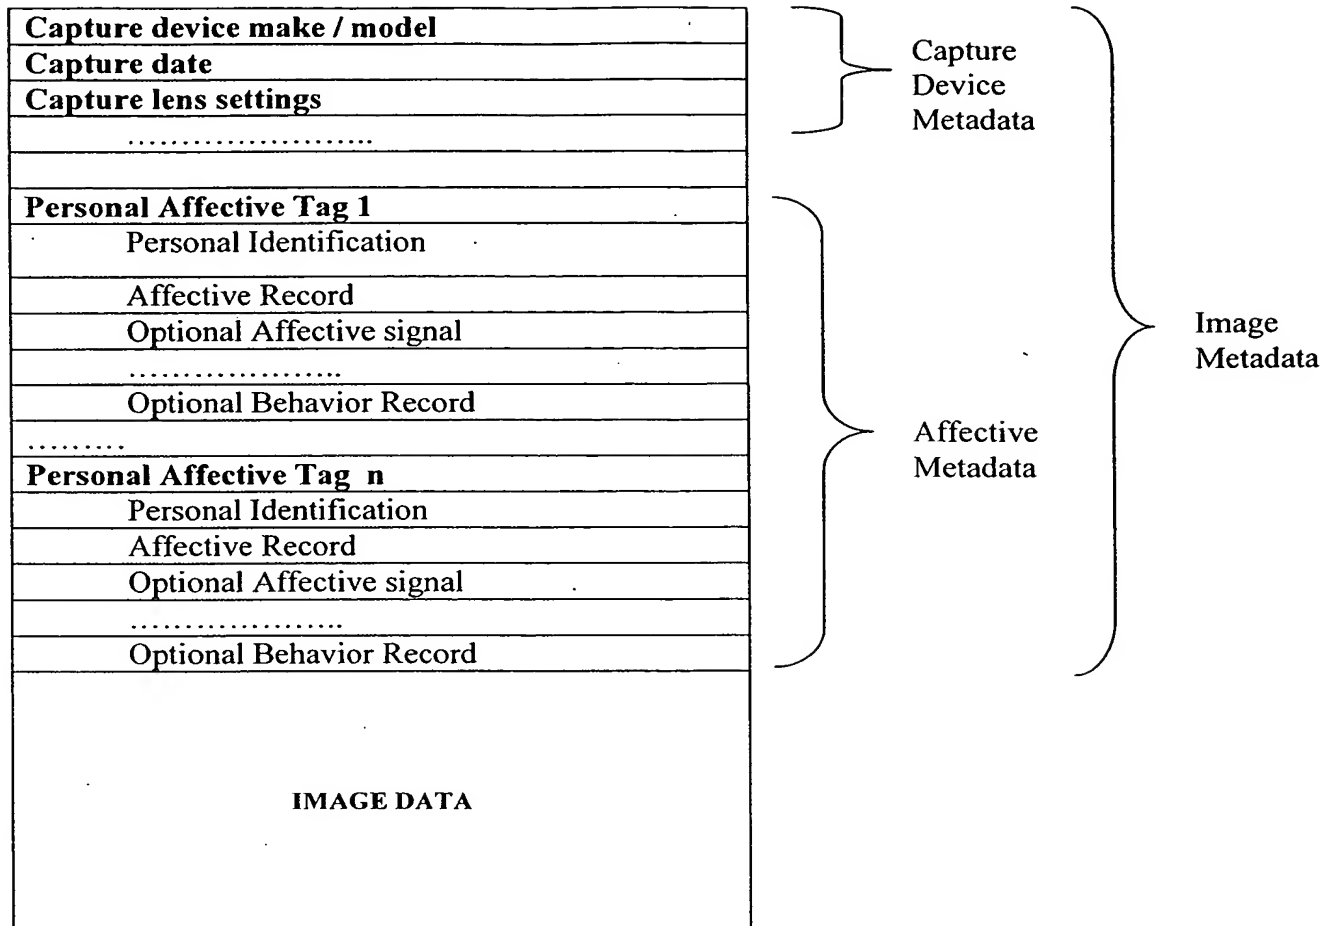 Capture device make / model
Capture date
Capture lens settings
.......................
Personal Affective Tag 1
Personal Identification
Affective Record
Optional Affective signal
....................
Optional Behavior Record
.........
Personal Affective Tag n
Personal Identification
Affective Record
Optional Affective signal
....................
Optional Behavior Record
IMAGE DATA
Capture
Device
Metadata
Affective
Metadata
Image
Metadata